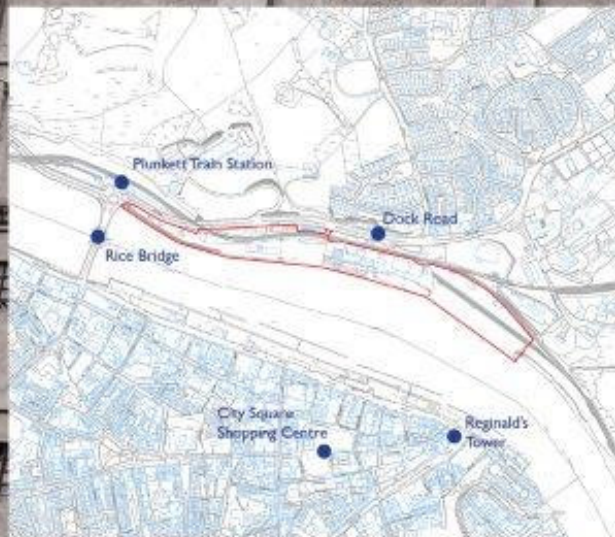 Plunkett Train Station
Dock Road
Rice Bridge
City Square
Shopping Centre
Reginald's
Tower